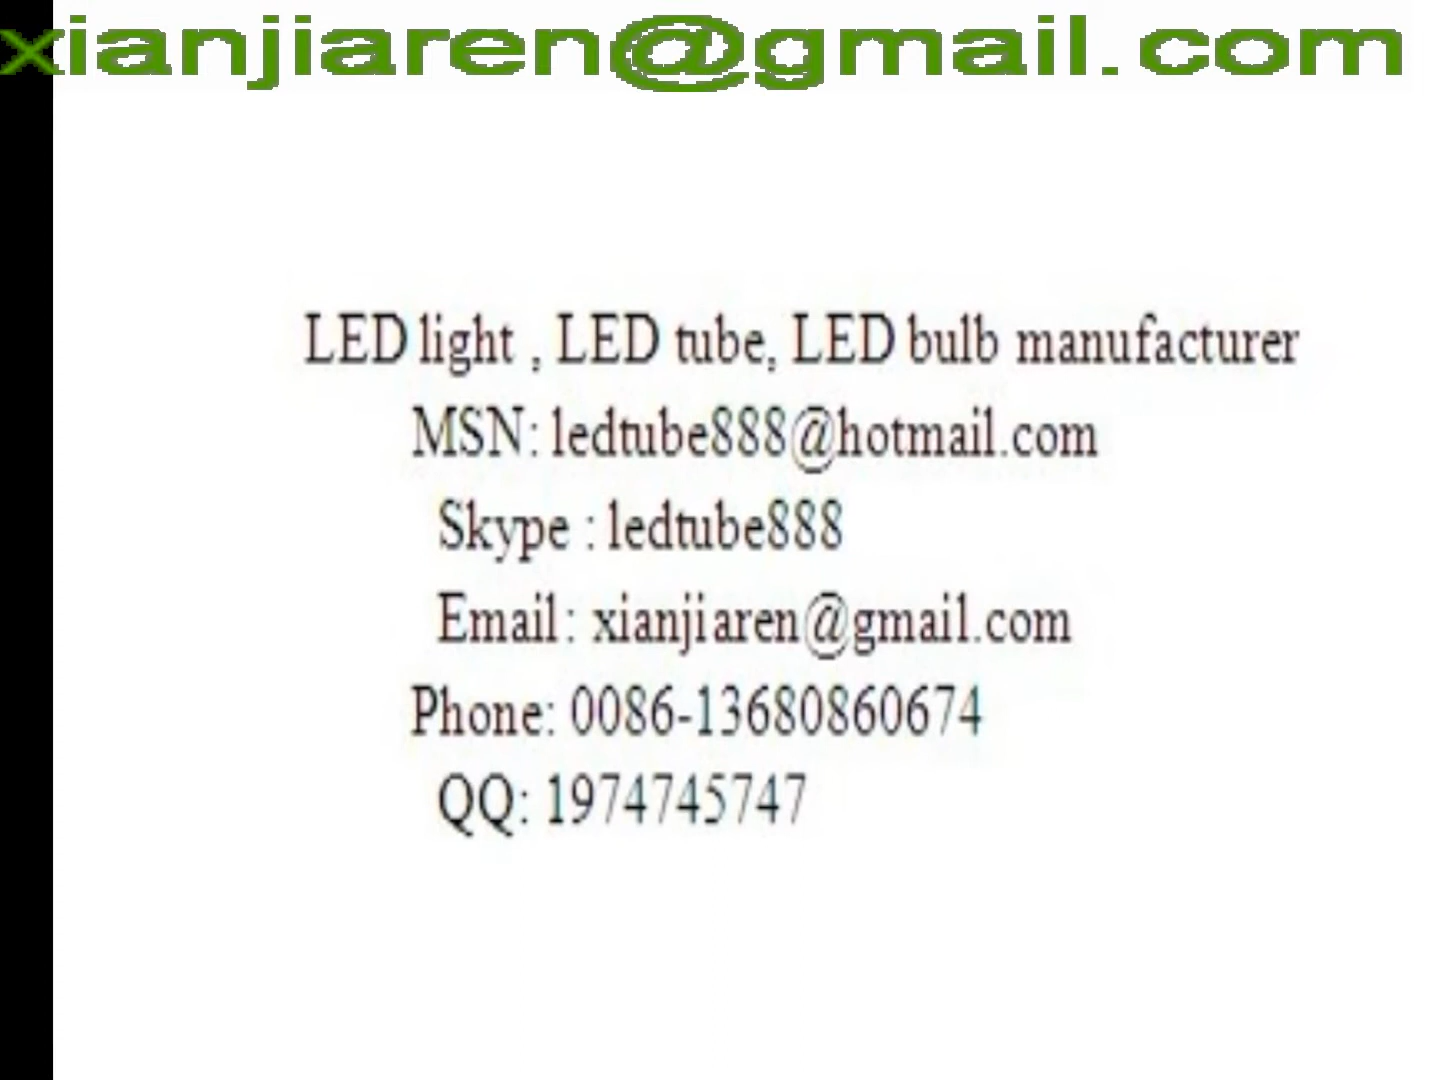 xianjiaren@gmail.com
LED light , LED tube, LED bulb manufacturer
MSN: ledtube888@hotmail.com
Skype : ledtube888
Email: xianjiaren@gmail.com
Phone: 0086-13680860674
QQ: 1974745747